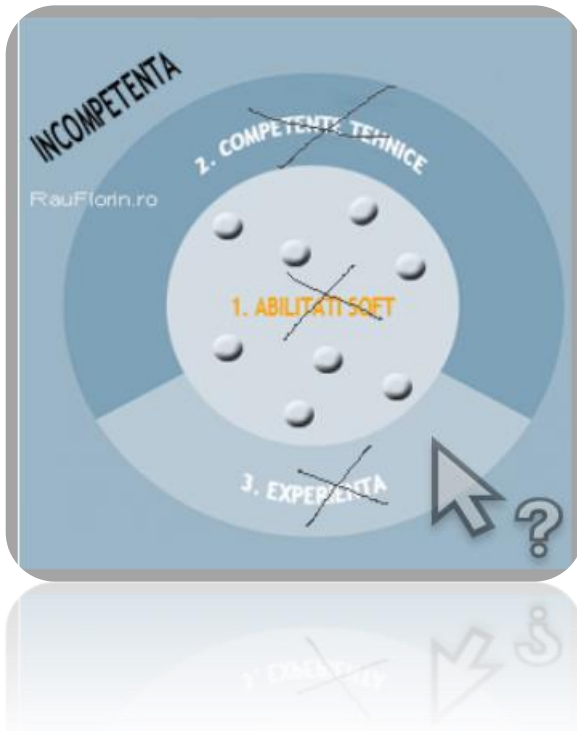 INCOMPETENTA
2. COMPETENTE TEHNICE
RauFlorin.ro
1. ABILITATI SOFT
3. EXPERIENTA
?